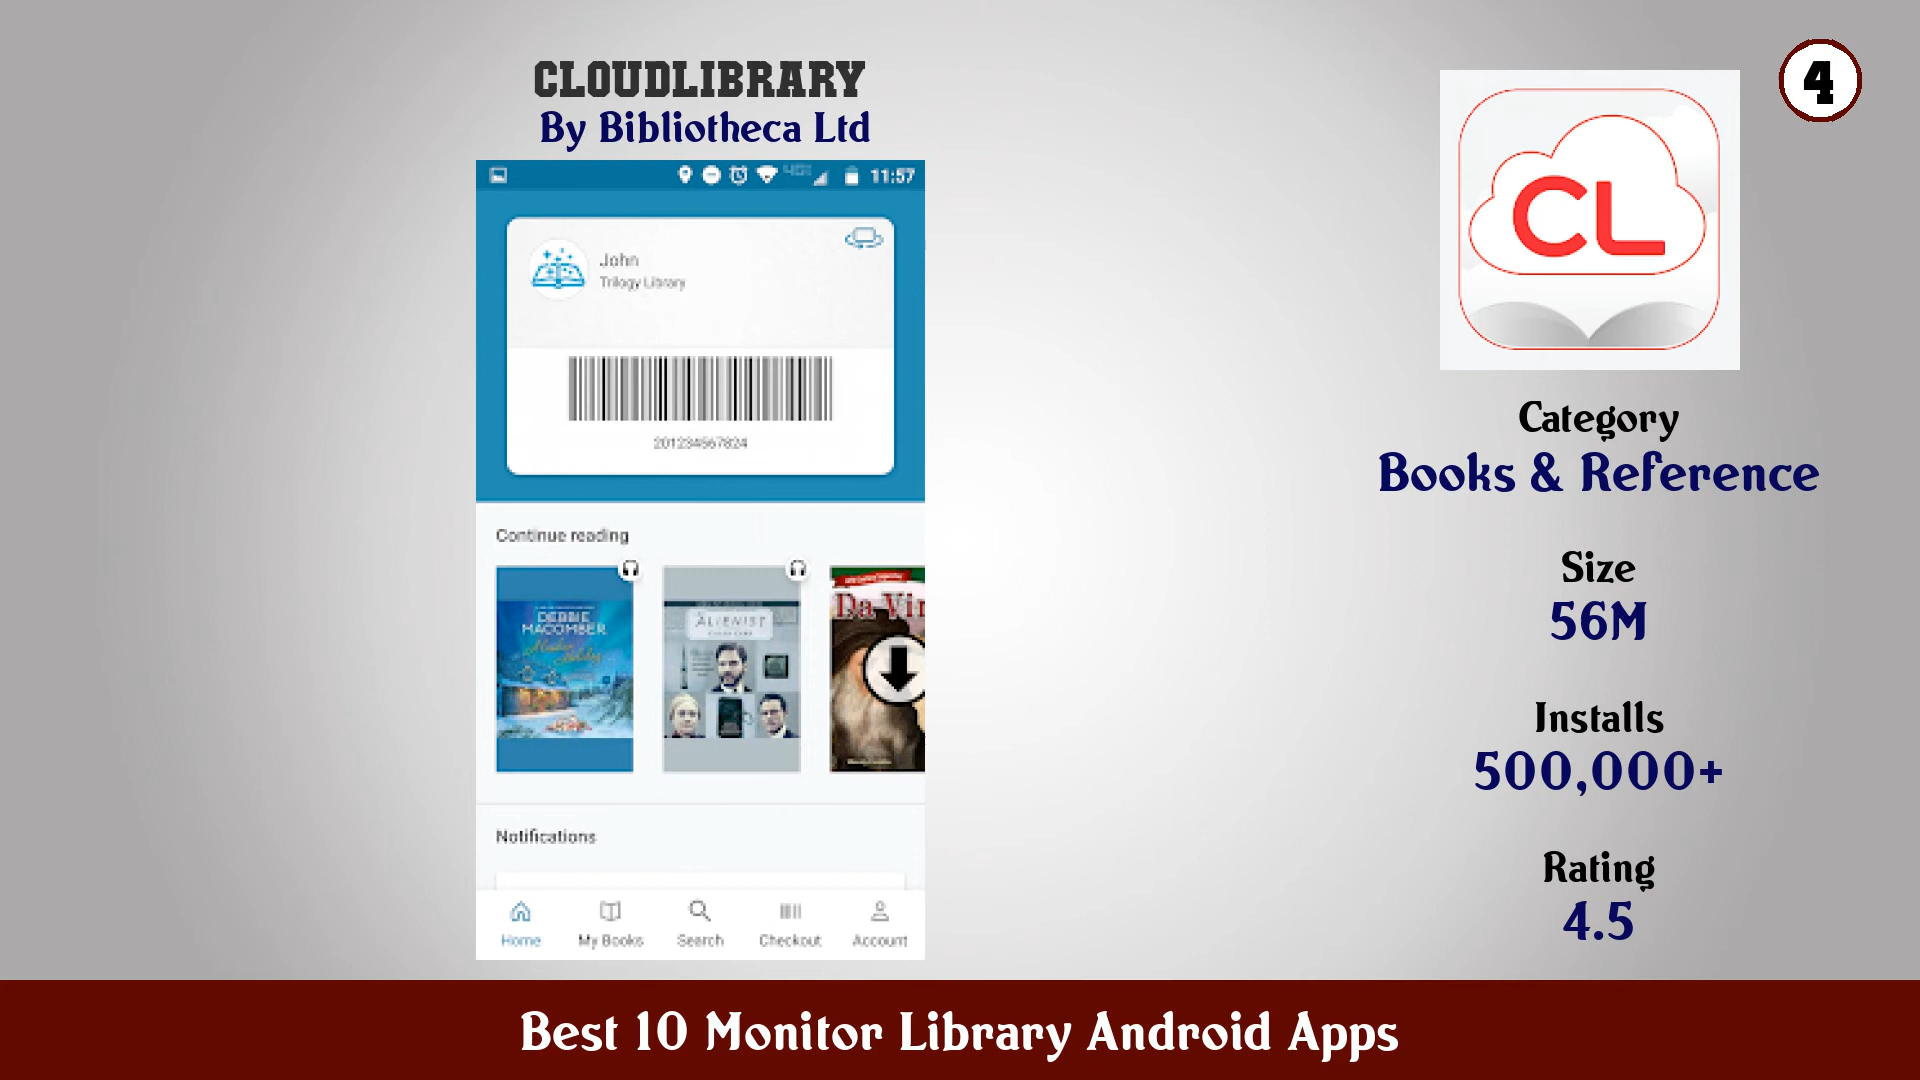 CLOUDLIBRARY
By Bibliotheca Ltd
4
11:57
John
Trilogy Library
201234567824
Continue reading
DEBBIE
MACOMBER
ALIENIST
Da Vin
Notifications
Home
My Books
Search
Checkout
Account
CL
Category
Books & Reference
Size
56M
Installs
500,000+
Rating
4.5
Best 10 Monitor Library Android Apps